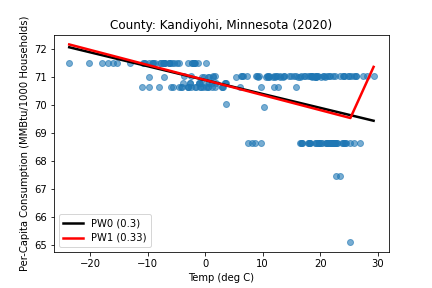 County: Kandiyohi, Minnesota (2020)
Per-Capita Consumption (MMBtu/1000 Households)
72
71
70
69
68
67
66
65
PW0 (0.3)
PW1 (0.33)
−20
−10
0
10
20
30
Temp (deg C)